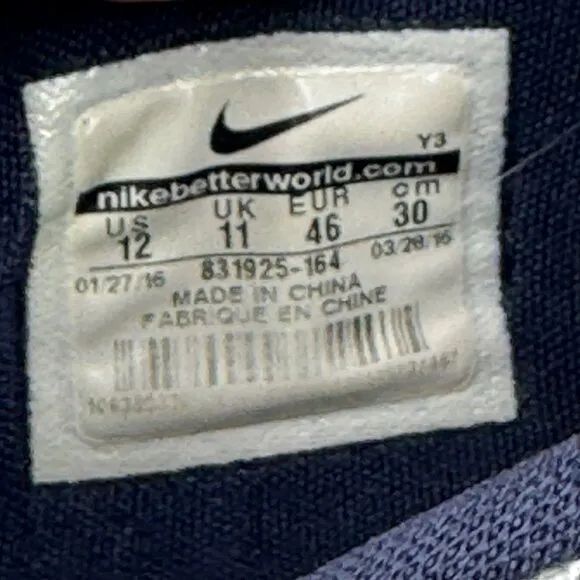 Y3
nikebetterworld.com
US UK EUR cm
12 11 46 30
01/27/16 831925-164 03/28/16
MADE IN CHINA
FABRIQUE EN CHINE